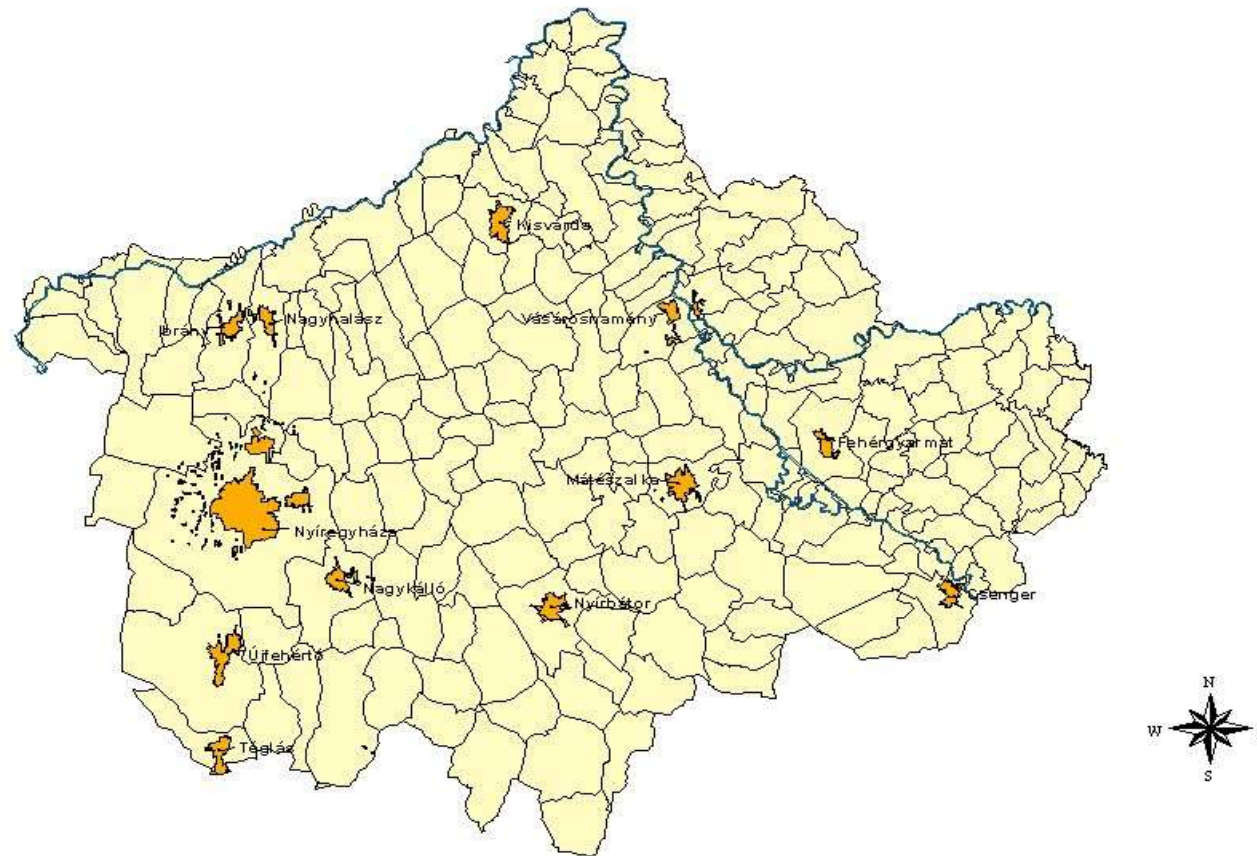 Kisvárda
Nagyhalász
Ibrány
Vásárosnamény
Fehérgyarmat
Mátészalka
Nyíregyháza
Nagykálló
Nyírbátor
Csenger
Újfehértó
Téglás
N
W
S